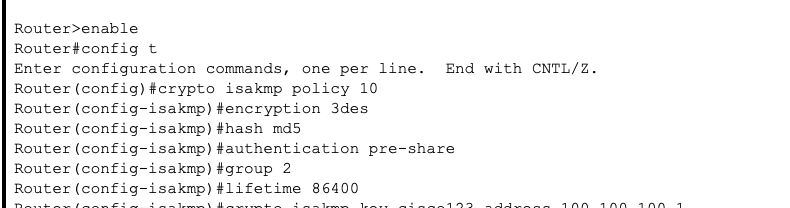 Router>enable
Router#config t
Enter configuration commands, one per line.  End with CNTL/Z.
Router(config)#crypto isakmp policy 10
Router(config-isakmp)#encryption 3des
Router(config-isakmp)#hash md5
Router(config-isakmp)#authentication pre-share
Router(config-isakmp)#group 2
Router(config-isakmp)#lifetime 86400
Router(config-isakmp)#crypto isakmp key cisco123 address 100.100.100.1